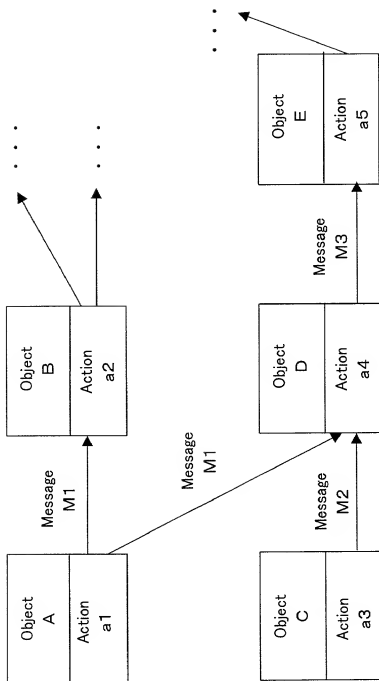 Object
A
Action
a1
Message
M1
Object
B
Action
a2
...
...
Message
M1
Object
C
Action
a3
Message
M2
Object
D
Action
a4
Message
M3
Object
E
Action
a5
...